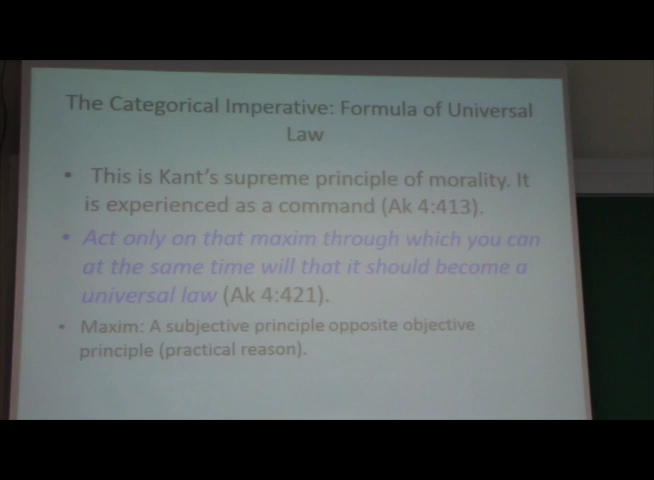 The Categorical Imperative: Formula of Universal
Law
• This is Kant's supreme principle of morality. It
is experienced as a command (Ak 4:413).
• Act only on that maxim through which you can
at the same time will that it should become a
universal law (Ak 4:421).
• Maxim: A subjective principle opposite objective
principle (practical reason).